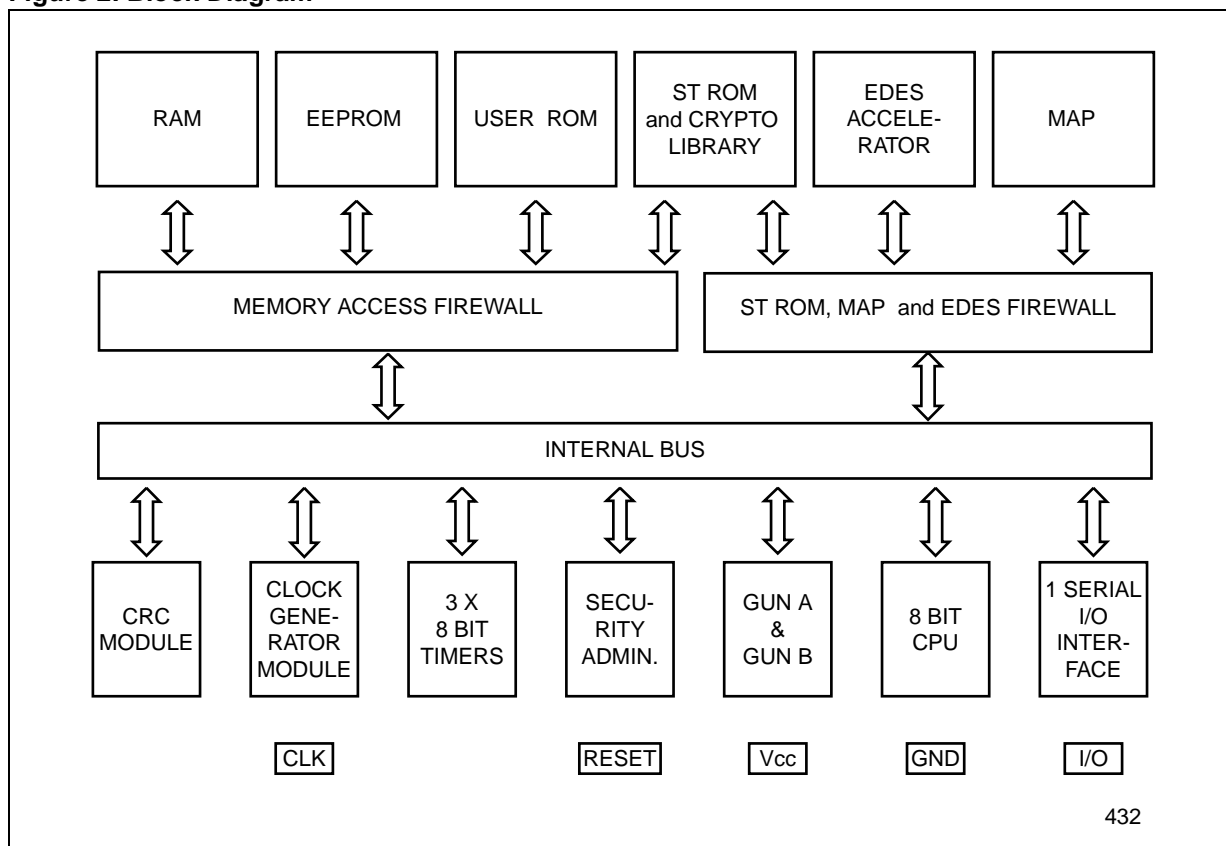 Figure 2. Block Diagram
RAM
EEPROM
USER ROM
ST ROM
and CRYPTO
LIBRARY
EDES
ACCELE-
RATOR
MAP
MEMORY ACCESS FIREWALL
ST ROM, MAP and EDES FIREWALL
INTERNAL BUS
CRC
MODULE
CLOCK
GENE-
RATOR
MODULE
3 X
8 BIT
TIMERS
SECU-
RITY
ADMIN.
GUN A
&
GUN B
8 BIT
CPU
1 SERIAL
I/O
INTER-
FACE
CLK
RESET
Vcc
GND
I/O
432